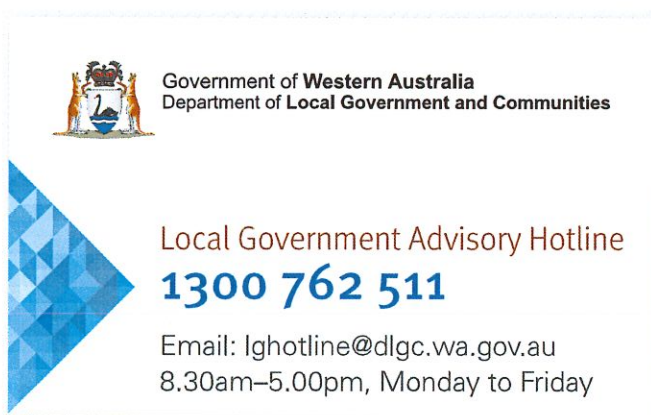 Government of Western Australia
Department of Local Government and Communities
Local Government Advisory Hotline
1300 762 511
Email: lghotline@dlgc.wa.gov.au
8.30am–5.00pm, Monday to Friday